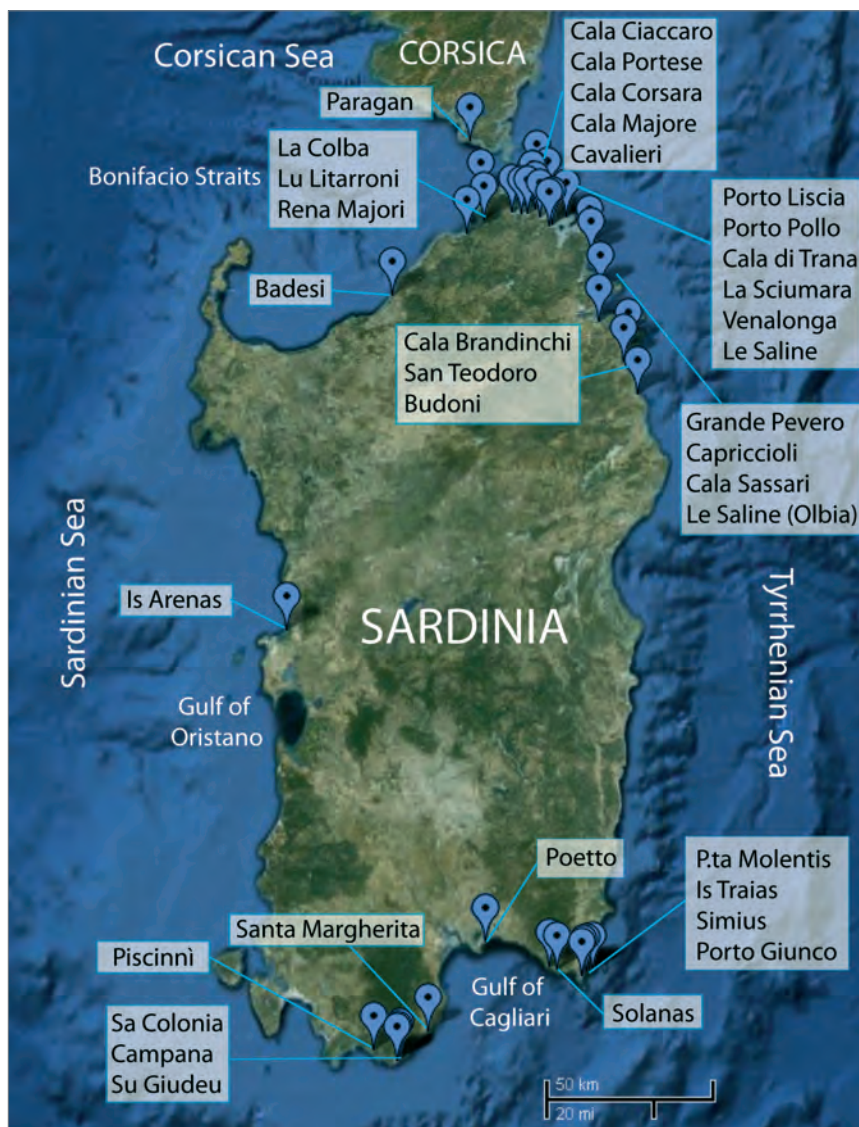 Corsican Sea
CORSICA
Cala Ciaccaro
Cala Portese
Cala Corsara
Cala Majore
Cavalieri
Paragan
La Colba
Lu Litarroni
Rena Majori
Bonifacio Straits
Porto Liscia
Porto Pollo
Cala di Trana
La Sciumara
Venalonga
Le Saline
Badesi
Cala Brandinchi
San Teodoro
Budoni
Grande Pevero
Capriccioli
Cala Sassari
Le Saline (Olbia)
Sardinian Sea
Is Arenas
SARDINIA
Tyrrhenian Sea
Gulf of
Oristano
Poetto
P.ta Molentis
Is Traias
Simius
Porto Giunco
Santa Margherita
Piscinnì
Gulf of
Cagliari
Solanas
Sa Colonia
Campana
Su Giudeu
50 km
20 mi